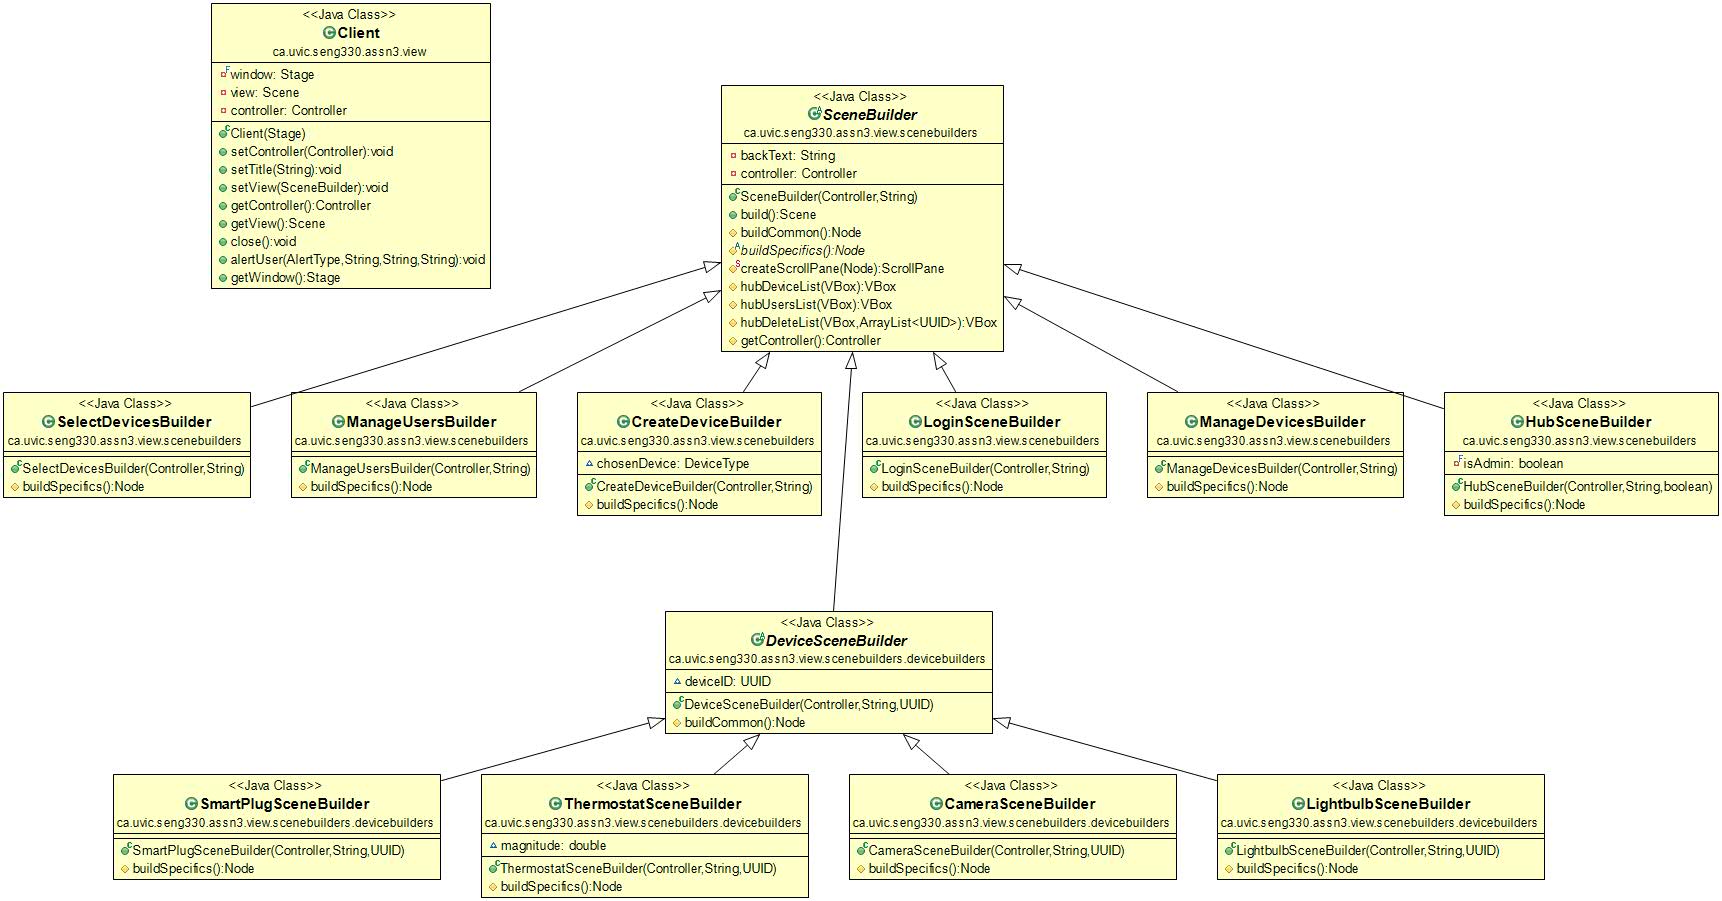 <<Java Class>>
Client
ca.uvic.seng330.assn3.view
window: Stage
view: Scene
controller: Controller
Client(Stage)
setController(Controller):void
setTitle(String):void
setView(SceneBuilder):void
getController():Controller
getView():Scene
close():void
alertUser(AlertType,String,String,String):void
getWindow():Stage
<<Java Class>>
SceneBuilder
ca.uvic.seng330.assn3.view.scenebuilders
backText: String
controller: Controller
SceneBuilder(Controller,String)
build():Scene
buildCommon():Node
buildSpecifics():Node
createScrollPane(Node):ScrollPane
hubDeviceList(VBox):VBox
hubUsersList(VBox):VBox
hubDeleteList(VBox,ArrayList<UUID>):VBox
getController():Controller
<<Java Class>>
SelectDevicesBuilder
ca.uvic.seng330.assn3.view.scenebuilders
SelectDevicesBuilder(Controller,String)
buildSpecifics():Node
<<Java Class>>
ManageUsersBuilder
ca.uvic.seng330.assn3.view.scenebuilders
ManageUsersBuilder(Controller,String)
buildSpecifics():Node
<<Java Class>>
CreateDeviceBuilder
ca.uvic.seng330.assn3.view.scenebuilders
chosenDevice: DeviceType
CreateDeviceBuilder(Controller,String)
buildSpecifics():Node
<<Java Class>>
LoginSceneBuilder
ca.uvic.seng330.assn3.view.scenebuilders
LoginSceneBuilder(Controller,String)
buildSpecifics():Node
<<Java Class>>
ManageDevicesBuilder
ca.uvic.seng330.assn3.view.scenebuilders
ManageDevicesBuilder(Controller,String)
buildSpecifics():Node
<<Java Class>>
HubSceneBuilder
ca.uvic.seng330.assn3.view.scenebuilders
isAdmin: boolean
HubSceneBuilder(Controller,String,boolean)
buildSpecifics():Node
<<Java Class>>
DeviceSceneBuilder
ca.uvic.seng330.assn3.view.scenebuilders.devicebuilders
deviceID: UUID
DeviceSceneBuilder(Controller,String,UUID)
buildCommon():Node
<<Java Class>>
SmartPlugSceneBuilder
ca.uvic.seng330.assn3.view.scenebuilders.devicebuilders
SmartPlugSceneBuilder(Controller,String,UUID)
buildSpecifics():Node
<<Java Class>>
ThermostatSceneBuilder
ca.uvic.seng330.assn3.view.scenebuilders.devicebuilders
magnitude: double
ThermostatSceneBuilder(Controller,String,UUID)
buildSpecifics():Node
<<Java Class>>
CameraSceneBuilder
ca.uvic.seng330.assn3.view.scenebuilders.devicebuilders
CameraSceneBuilder(Controller,String,UUID)
buildSpecifics():Node
<<Java Class>>
LightbulbSceneBuilder
ca.uvic.seng330.assn3.view.scenebuilders.devicebuilders
LightbulbSceneBuilder(Controller,String,UUID)
buildSpecifics():Node